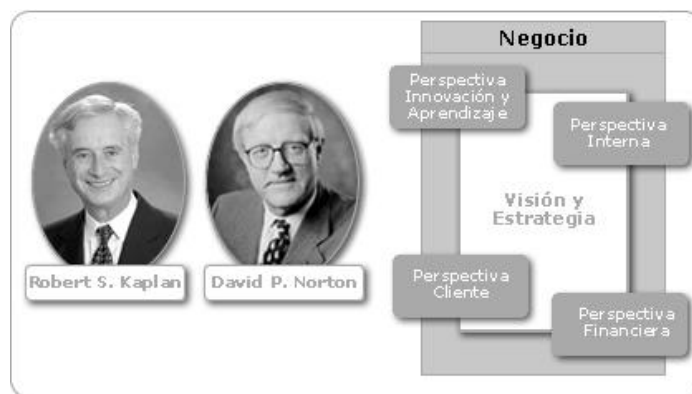 Robert S. Kaplan
David P. Norton
Negocio
Perspectiva
Innovación y
Aprendizaje
Perspectiva
Interna
Visión y
Estrategia
Perspectiva
Cliente
Perspectiva
Financiera